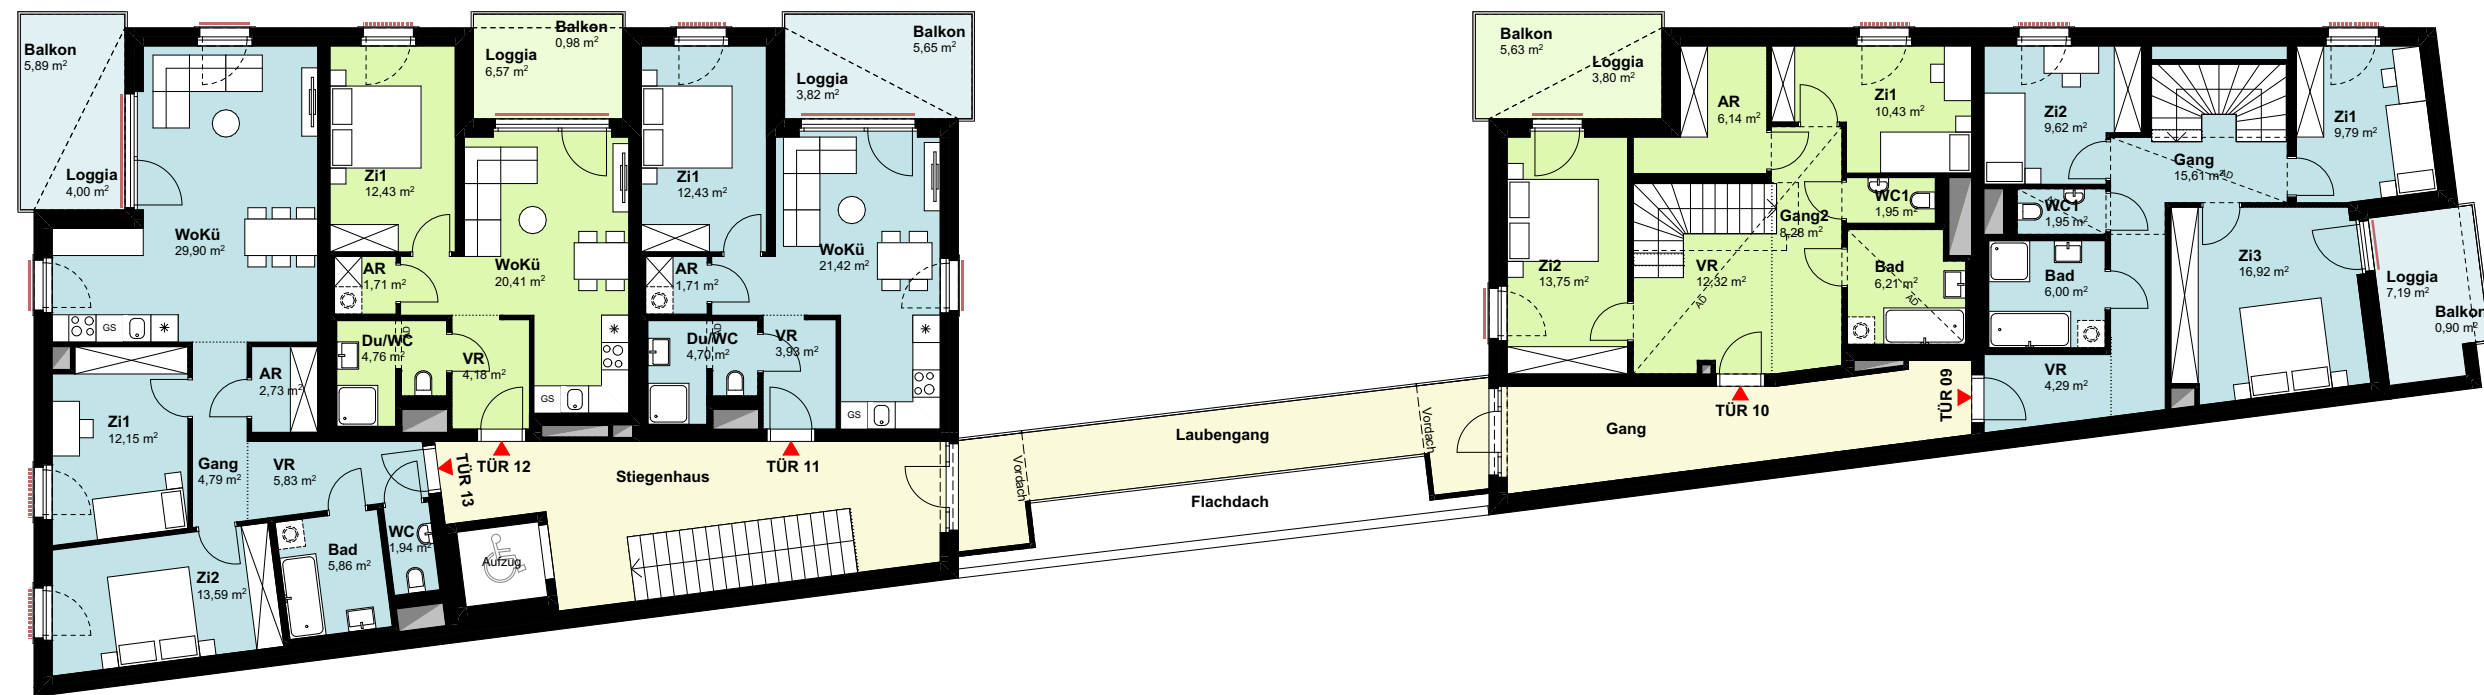 Balkon
5,89 m²
Loggia
4,00 m²
WoKü
29,90 m²
GS
AR
2,73 m²
Zi1
12,15 m²
Gang
4,79 m²
VR
5,83 m²
Zi2
13,59 m²
Bad
5,86 m²
WC
1,94 m²
TÜR 13
Zi1
12,43 m²
Loggia
6,57 m²
Balkon
0,98 m²
WoKü
20,41 m²
AR
1,71 m²
Du/WC
4,76 m²
AD
VR
4,18 m²
GS
TÜR 12
Zi1
12,43 m²
Loggia
3,82 m²
Balkon
5,65 m²
WoKü
21,42 m²
AR
1,71 m²
Du/WC
4,70 m²
AD
VR
3,93 m²
GS
TÜR 11
Stiegenhaus
Aufzug
Vordach
Laubengang
Flachdach
Vordach
Gang
TÜR 10
TÜR 09
Balkon
5,63 m²
Loggia
3,80 m²
AR
6,14 m²
Zi1
10,43 m²
Zi2
13,75 m²
VR
12,32 m²
AD
Gang2
8,28 m²
WC1
1,95 m²
Bad
6,21 m²
AD
Zi2
9,62 m²
Zi1
9,79 m²
Gang
15,61 m²
AD
WC1
1,95 m²
Bad
6,00 m²
VR
4,29 m²
Zi3
16,92 m²
Loggia
7,19 m²
Balkon
0,90 m²